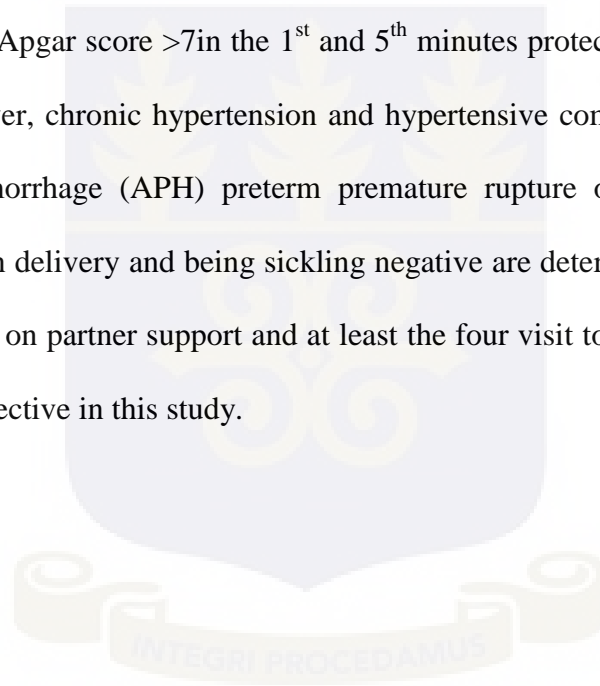 Apgar score >7in the 1st and 5th minutes protec
er, chronic hypertension and hypertensive con
orrhage (APH) preterm premature rupture o
n delivery and being sickling negative are deter
on partner support and at least the four visit to
ective in this study.
INTEGRI PROCEDAMUS